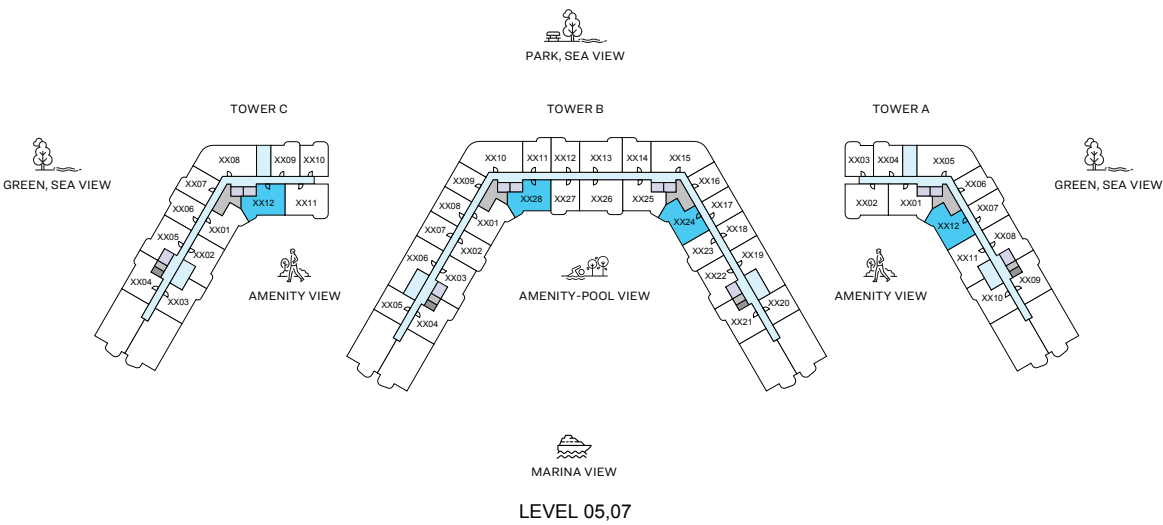 PARK, SEA VIEW
TOWER C
TOWER B
TOWER A
GREEN, SEA VIEW
GREEN, SEA VIEW
XX08
XX09
XX10
XX07
XX06
XX05
XX04
XX03
XX02
XX01
XX12
XX11
XX10
XX11
XX12
XX13
XX14
XX15
XX09
XX08
XX07
XX06
XX05
XX04
XX03
XX02
XX01
XX28
XX27
XX26
XX25
XX24
XX16
XX17
XX18
XX19
XX20
XX21
XX22
XX23
XX03
XX04
XX05
XX02
XX01
XX06
XX07
XX08
XX09
XX10
XX11
XX12
AMENITY VIEW
AMENITY-POOL VIEW
AMENITY VIEW
MARINA VIEW
LEVEL 05,07